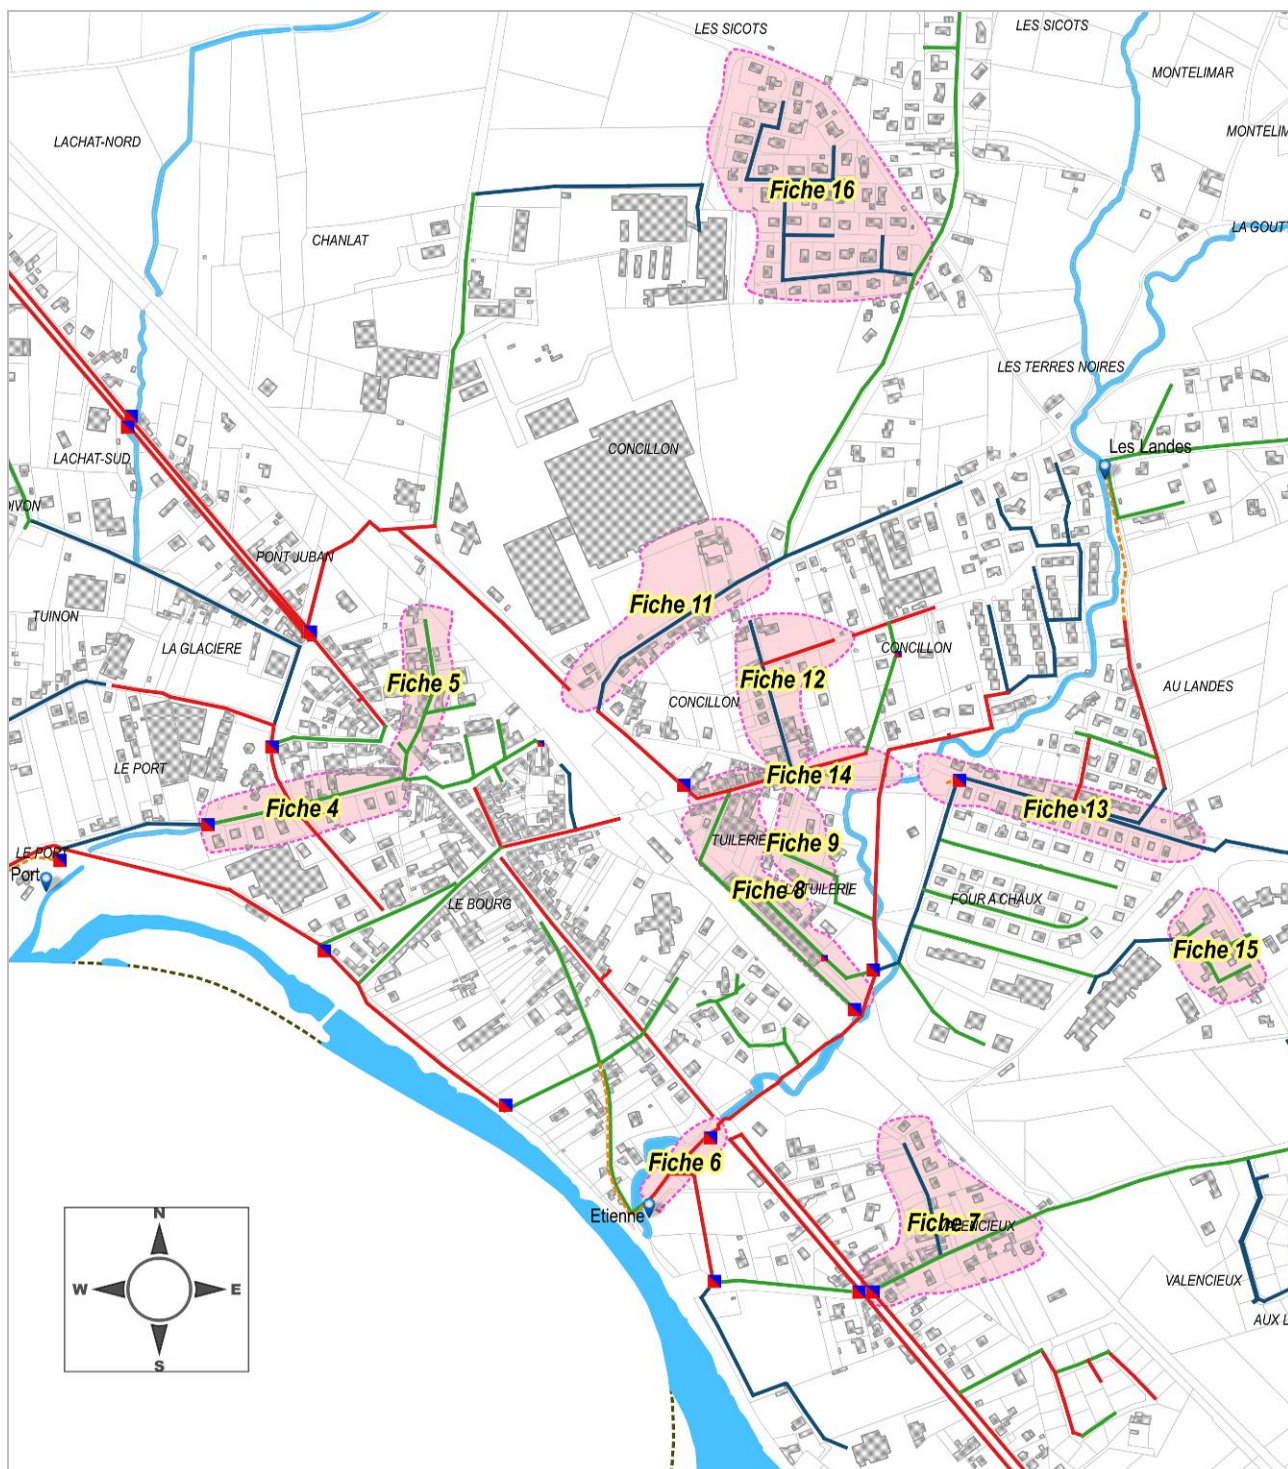 LES SICOTS
LES SICOTS
MONTELIMAR
LACHAT-NORD
MONTELIM
Fiche 16
CHANLAT
LA GOUT
LES TERRES NOIRES
CONCILLON
Les Landes
LACHAT-SUD
OIVON
PONT JUBAN
Fiche 11
TUINON
LA GLACIERE
CONCILLON
Fiche 5
Fiche 12
AU LANDES
CONCILLON
LE PORT
Fiche 14
Fiche 4
Fiche 13
TUILERIE
Fiche 9
LE PORT
Port
Fiche 8
LA TUILERIE
FOUR A CHAUX
LE BOURG
Fiche 15
Fiche 6
Etienne
Fiche 7
VALENCIEUX
VALENCIEUX
AUX L
N
W
E
S